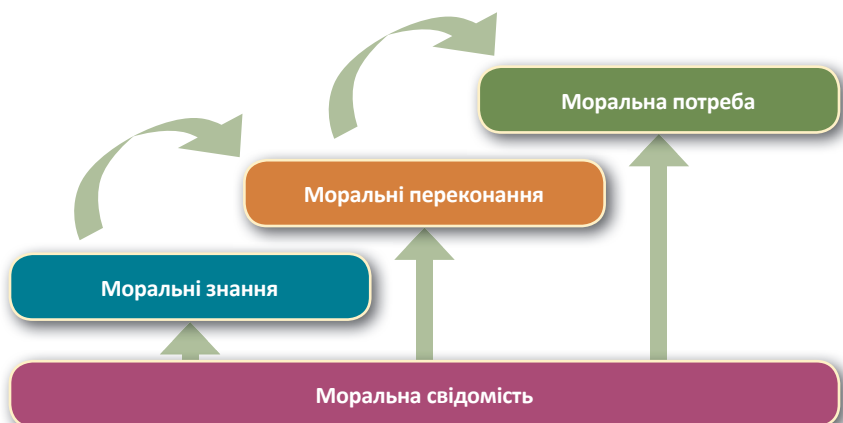 Моральна потреба
Моральні переконання
Моральні знання
Моральна свідомість